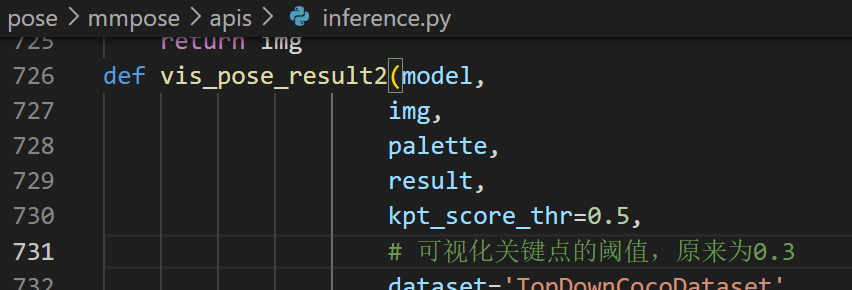 pose > mmpose > apis > inference.py
725 return img
726 def vis_pose_result2(model,
727 img,
728 palette,
729 result,
730 kpt_score_thr=0.5,
731 # 可视化关键点的阈值，原来为0.3
732 dataset='TopDownCocoDataset'